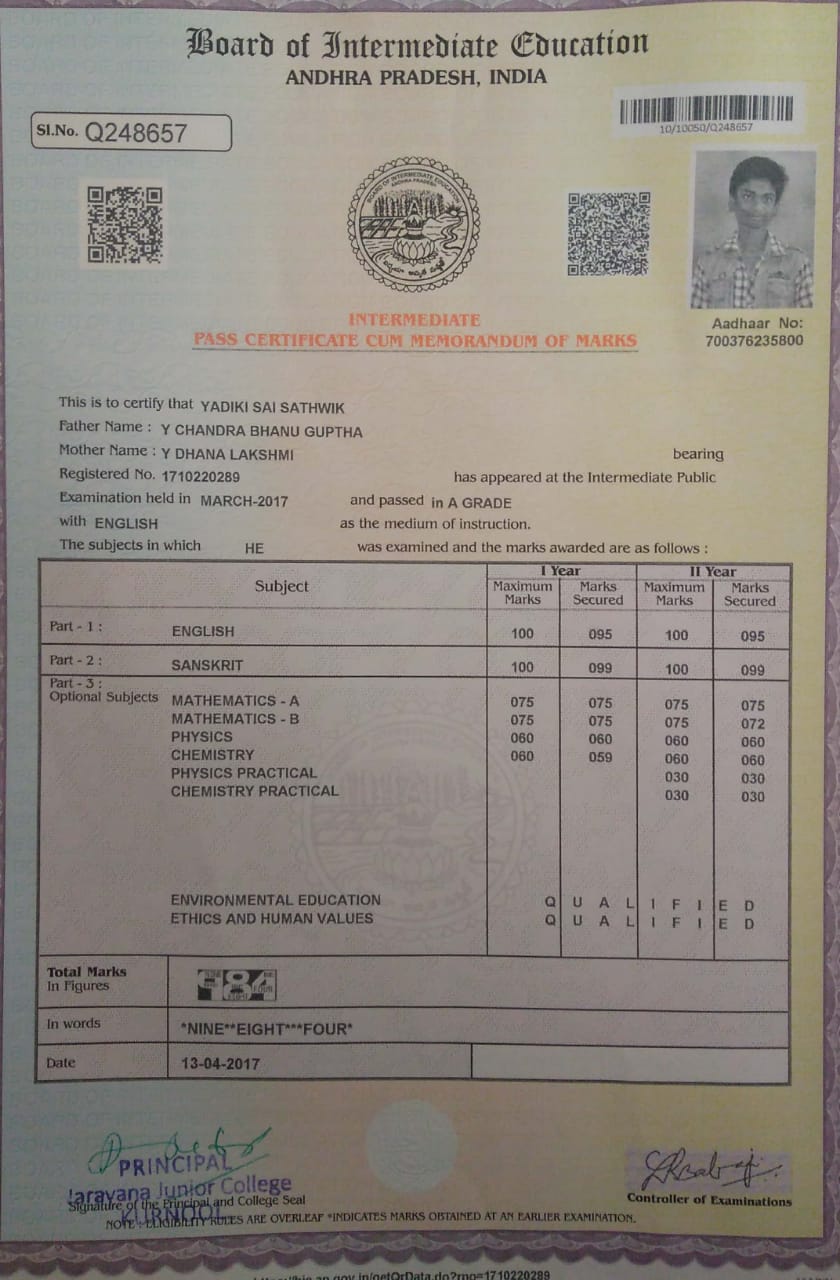 Board of Intermediate Education
ANDHRA PRADESH, INDIA
Sl.No. Q248657
10/10050/Q248657
BOARD OF INTERMEDIATE EDUCATION
ANDHRA PRADESH
Aadhaar No:
700376235800
INTERMEDIATE
PASS CERTIFICATE CUM MEMORANDUM OF MARKS
This is to certify that YADIKI SAI SATHWIK
Father Name : Y CHANDRA BHANU GUPTHA
Mother Name : Y DHANA LAKSHMI bearing
Registered No. 1710220289 has appeared at the Intermediate Public
Examination held in MARCH-2017 and passed in A GRADE
with ENGLISH as the medium of instruction.
The subjects in which HE was examined and the marks awarded are as follows :
Subject I Year II Year
Maximum Marks Marks Secured Maximum Marks Marks Secured
Part - 1 : ENGLISH 100 095 100 095
Part - 2 : SANSKRIT 100 099 100 099
Part - 3 :
Optional Subjects MATHEMATICS - A 075 075 075 075
MATHEMATICS - B 075 075 075 072
PHYSICS 060 060 060 060
CHEMISTRY 060 059 060 060
PHYSICS PRACTICAL 030 030
CHEMISTRY PRACTICAL 030 030
ENVIRONMENTAL EDUCATION Q U A L I F I E D
ETHICS AND HUMAN VALUES Q U A L I F I E D
Total Marks
In Figures 984
In words *NINE**EIGHT***FOUR*
Date 13-04-2017
PRINCIPAL
Narayana Junior College
Signature of the Principal and College Seal
KURNOOL
Controller of Examinations
NOTE : ELIGIBILITY RULES ARE OVERLEAF *INDICATES MARKS OBTAINED AT AN EARLIER EXAMINATION.
https://bie.ap.gov.in/getQrData.do?rno=1710220289